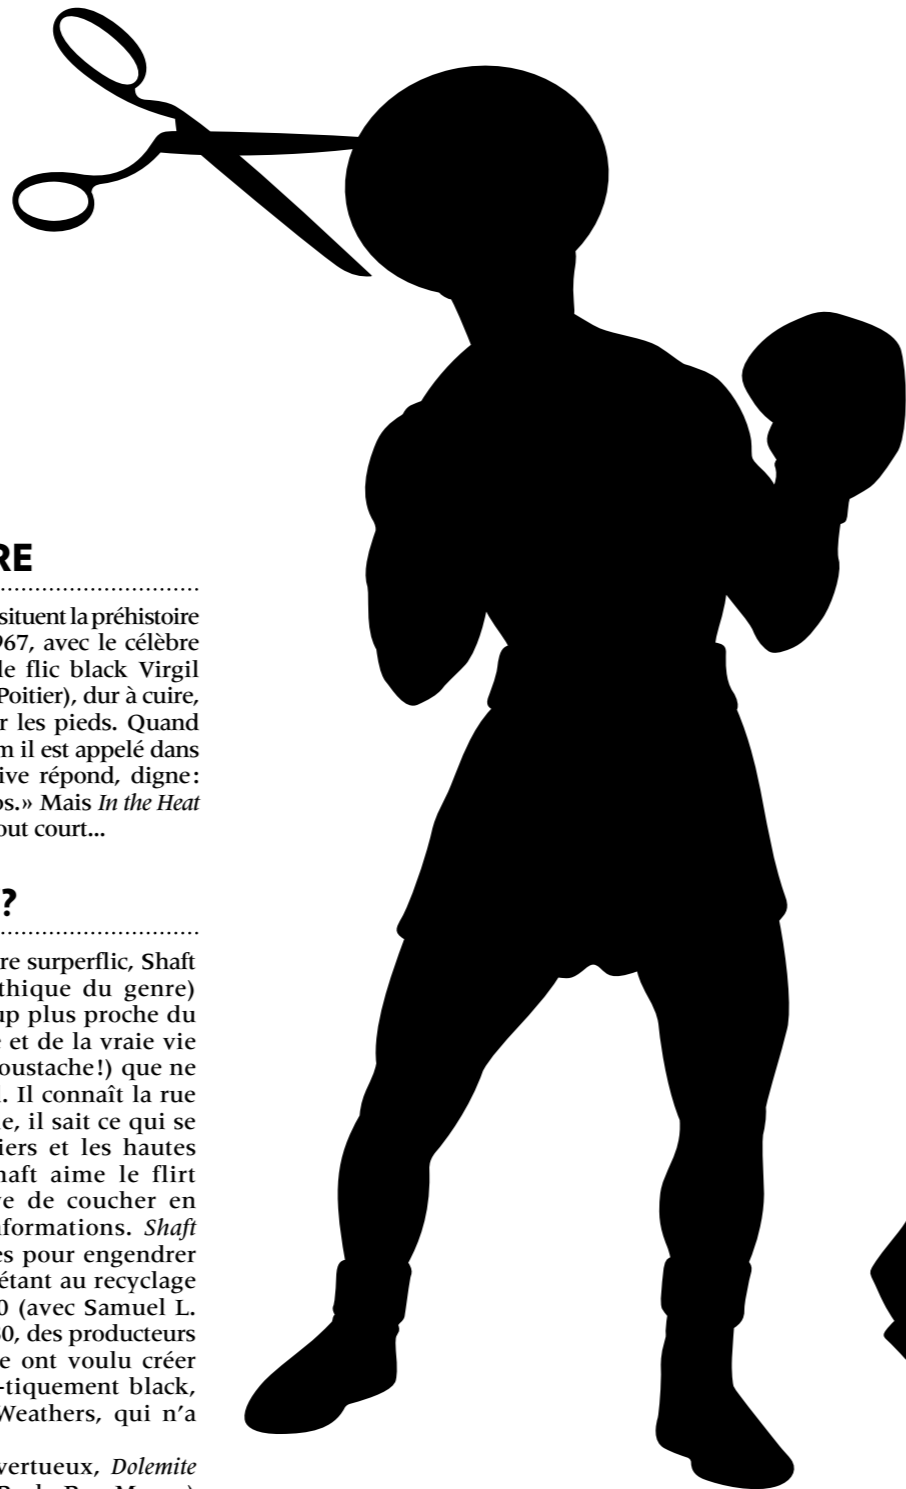 RE
situent la préhistoire
967, avec le célèbre
le flic black Virgil
Poitier), dur à cuire,
r les pieds. Quand
m il est appelé dans
ive répond, digne:
os.» Mais In the Heat
out court...
?
re surperflic, Shaft
thique du genre)
up plus proche du
e et de la vraie vie
oustache!) que ne
l. Il connaît la rue
e, il sait ce qui se
iers et les hautes
haft aime le flirt
ve de coucher en
nformations. Shaft
es pour engendrer
étant au recyclage
0 (avec Samuel L.
80, des producteurs
e ont voulu créer
-tiquement black,
Weathers, qui n'a
vertueux, Dolemite